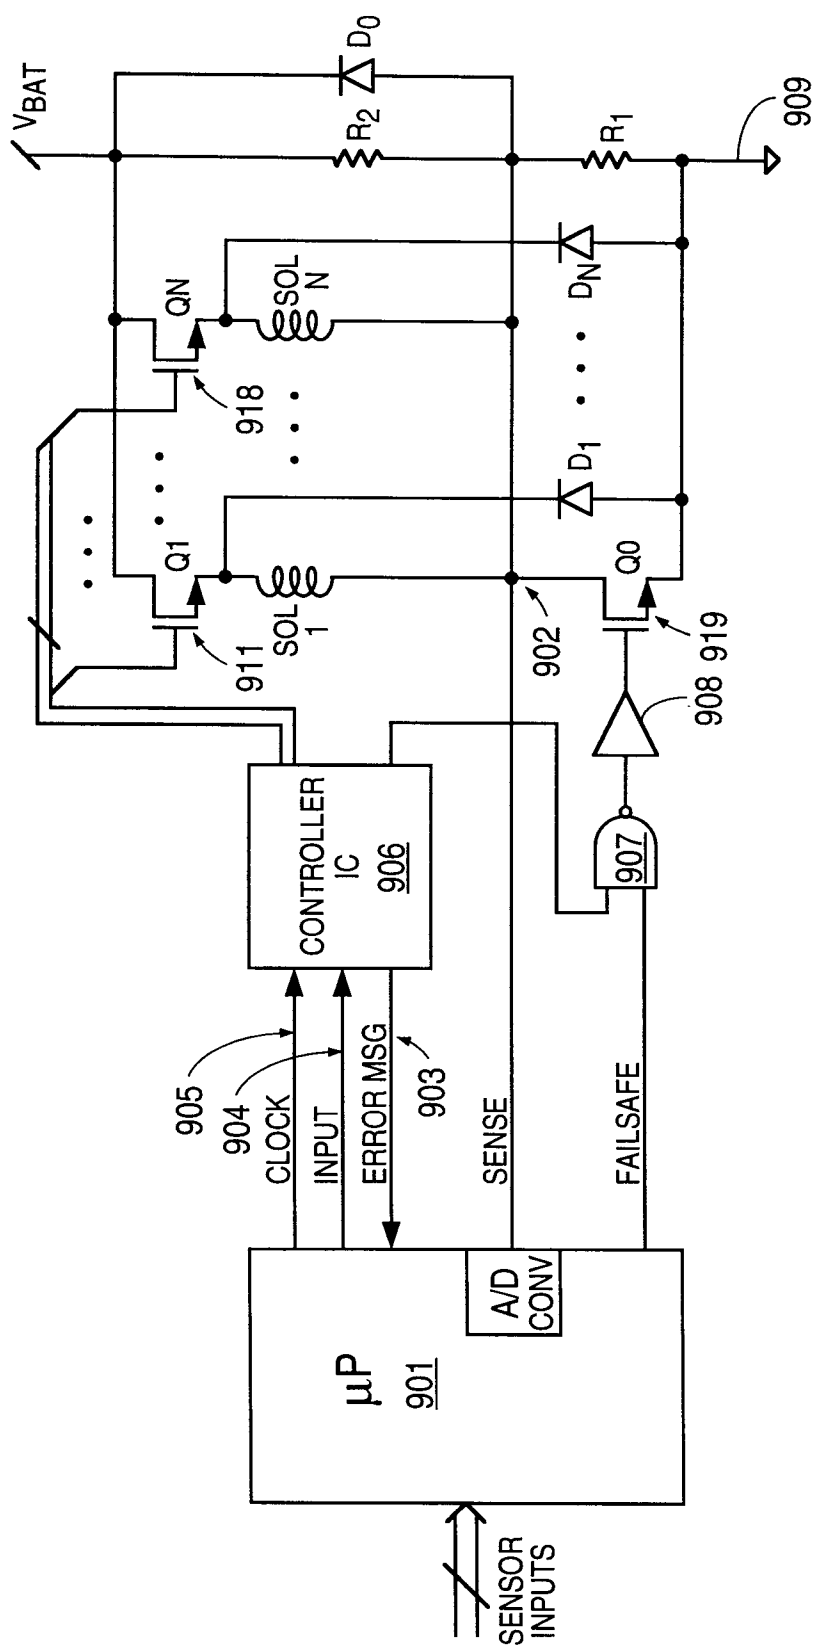 VBAT
D0
R2
R1
909
QN
918
SOL
N
DN
Q1
911
SOL
1
D1
902
Q0
919
908
907
CONTROLLER
IC
906
905
904
903
CLOCK
INPUT
ERROR MSG
SENSE
FAILSAFE
µP
901
A/D
CONV
SENSOR
INPUTS